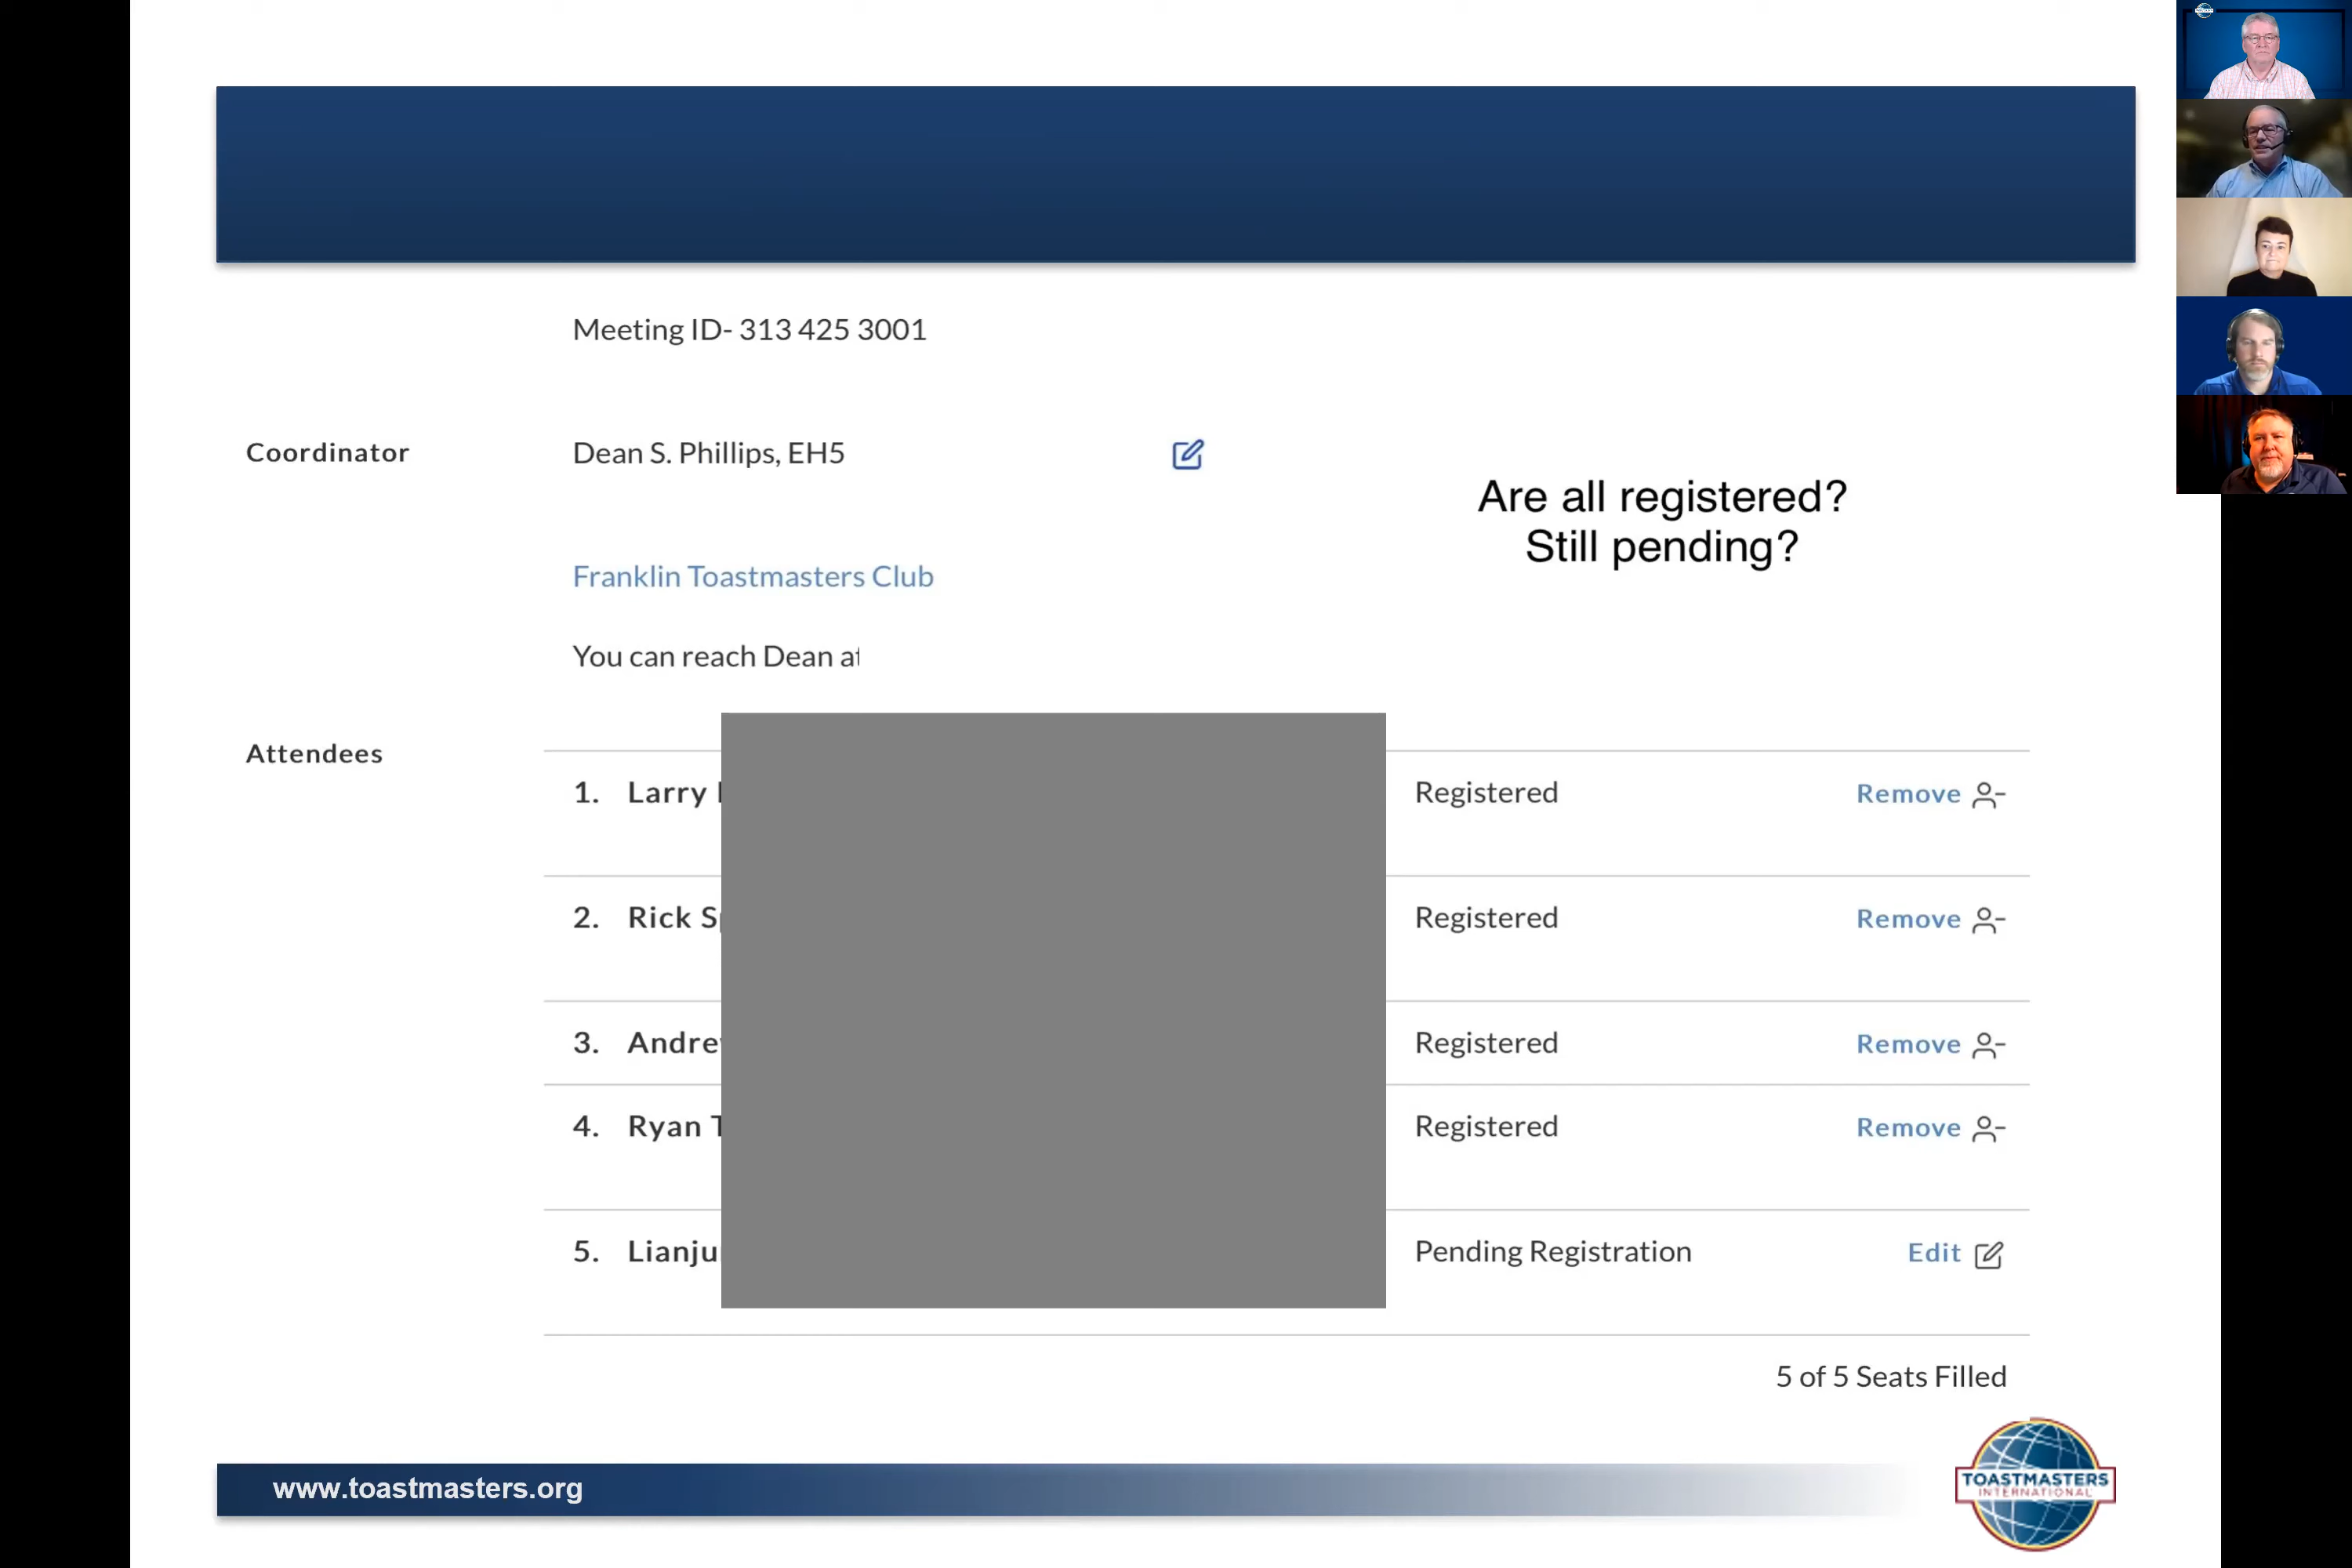 Meeting ID- 313 425 3001
Coordinator
Dean S. Phillips, EH5
Are all registered?
Still pending?
Franklin Toastmasters Club
You can reach Dean at
Attendees
1. Larry Registered Remove
2. Rick Registered Remove
3. Registered Remove
4. Ryan Registered Remove
5. Pending Registration Edit
5 of 5 Seats Filled
www.toastmasters.org
TOASTMASTERS
INTERNATIONAL